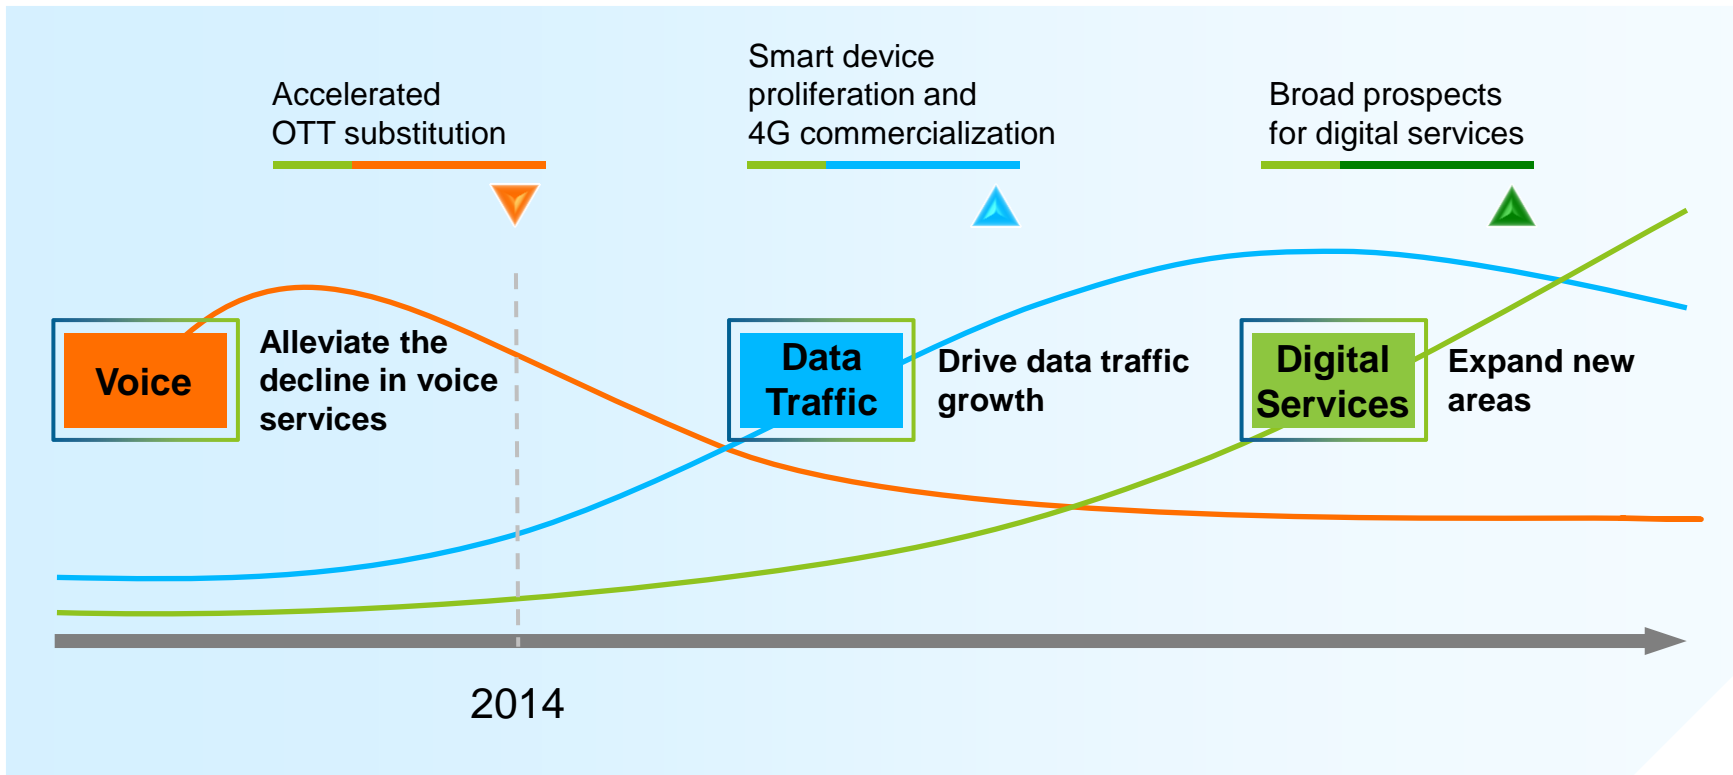 Accelerated
OTT substitution
Smart device
proliferation and
4G commercialization
Broad prospects
for digital services
Voice
Alleviate the
decline in voice
services
Data
Traffic
Drive data traffic
growth
Digital
Services
Expand new
areas
2014